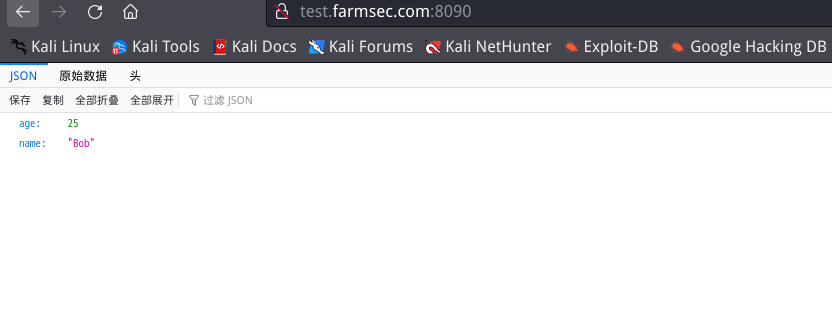 test.farmsec.com:8090
Kali Linux Kali Tools Kali Docs Kali Forums Kali NetHunter Exploit-DB Google Hacking DB
JSON 原始数据 头
保存 复制 全部折叠 全部展开 过滤 JSON
age: 25
name: "Bob"